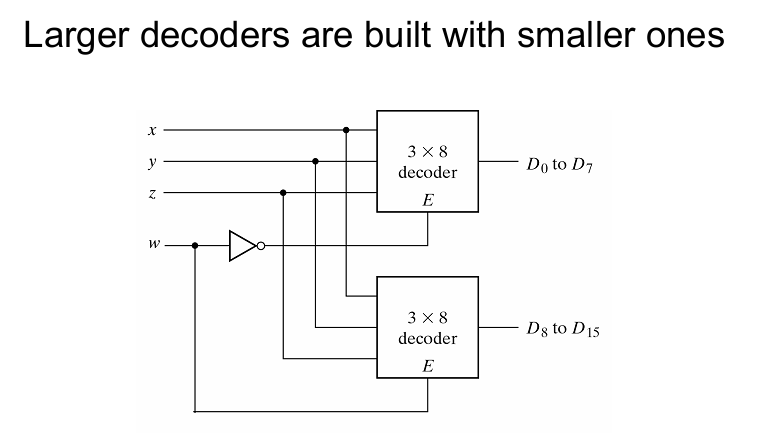 Larger decoders are built with smaller ones
x
y
z
w
3 × 8
decoder
E
D0 to D7
3 × 8
decoder
E
D8 to D15